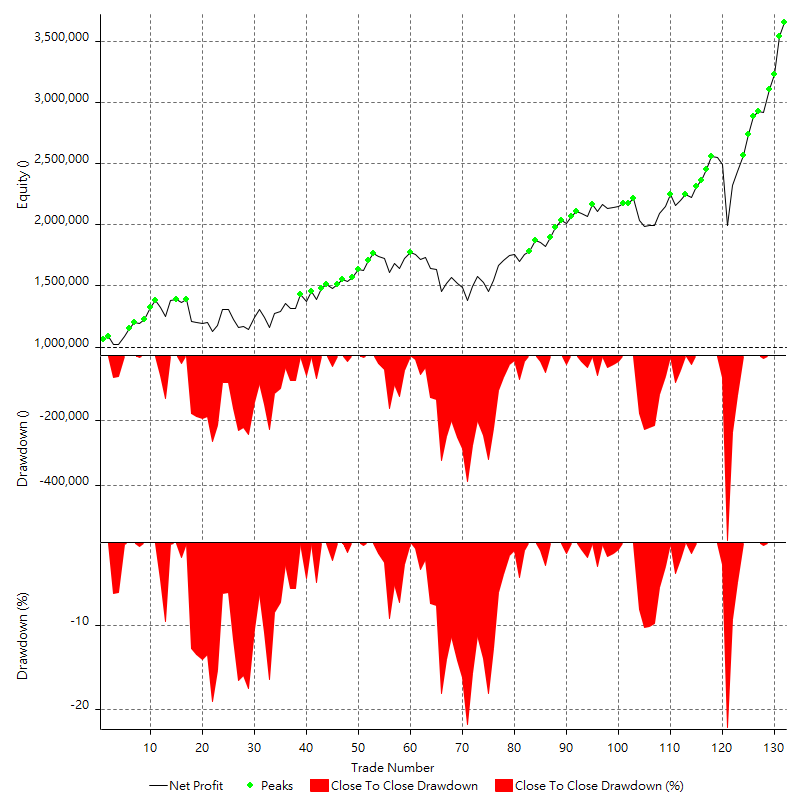 Equity ()
3,500,000
3,000,000
2,500,000
2,000,000
1,500,000
1,000,000
Drawdown ()
-200,000
-400,000
Drawdown (%)
-10
-20
10 20 30 40 50 60 70 80 90 100 110 120 130
Trade Number
Net Profit Peaks Close To Close Drawdown Close To Close Drawdown (%)